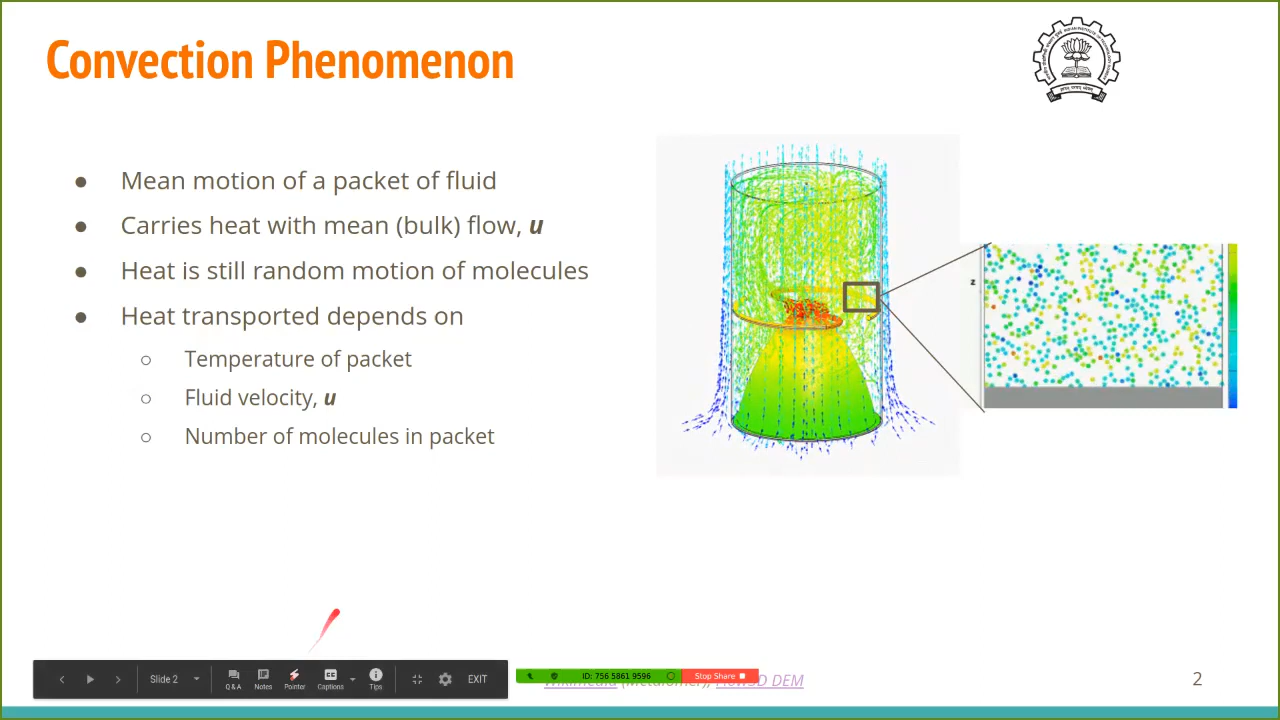 Convection Phenomenon
● Mean motion of a packet of fluid
● Carries heat with mean (bulk) flow, u
● Heat is still random motion of molecules
● Heat transported depends on
○ Temperature of packet
○ Fluid velocity, u
○ Number of molecules in packet
z
Slide 2
Q & A
Notes
Pointer
Captions
Tips
EXIT
ID: 756 5861 9596
Stop Share
DEM
2